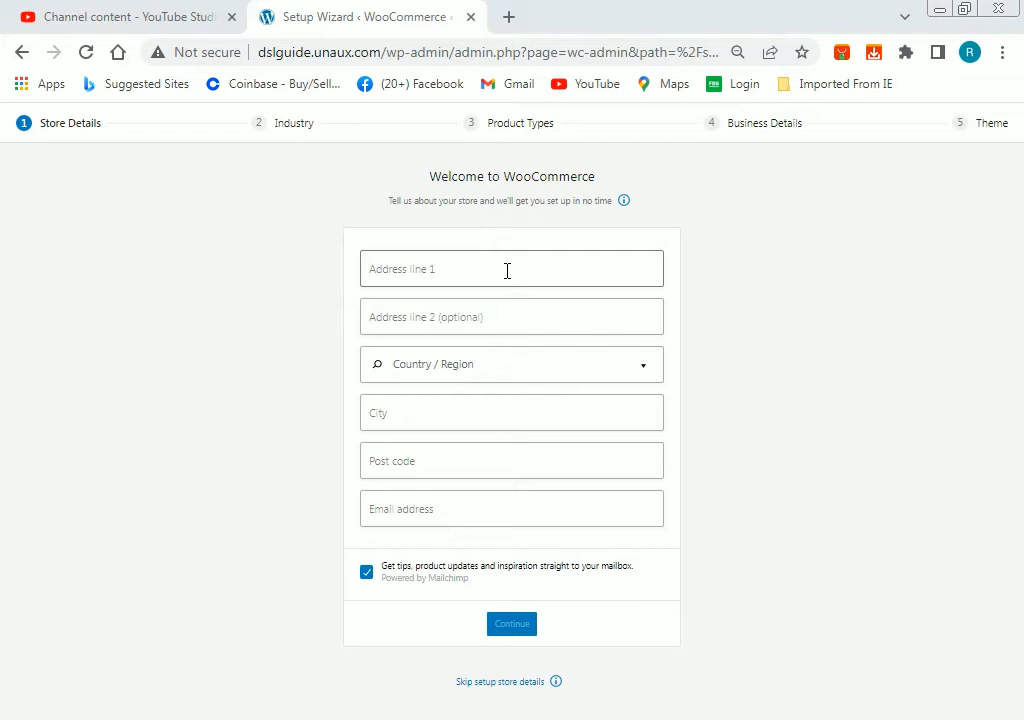 Channel content - YouTube Studi
Setup Wizard ‹ WooCommerce ‹
Not secure
dslguide.unaux.com/wp-admin/admin.php?page=wc-admin&path=%2Fs...
R
Apps
Suggested Sites
Coinbase - Buy/Sell...
(20+) Facebook
Gmail
YouTube
Maps
FBS
Login
Imported From IE
1 Store Details
2 Industry
3 Product Types
4 Business Details
5 Theme
Welcome to WooCommerce
Tell us about your store and we'll get you set up in no time
Address line 1
Address line 2 (optional)
Country / Region
City
Post code
Email address
Get tips, product updates and inspiration straight to your mailbox.
Powered by Mailchimp
Continue
Skip setup store details